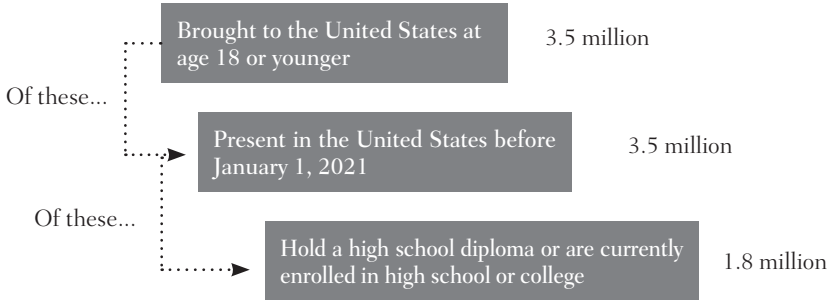 Brought to the United States at
age 18 or younger
3.5 million
Of these...
Present in the United States before
January 1, 2021
3.5 million
Of these...
Hold a high school diploma or are currently
enrolled in high school or college
1.8 million